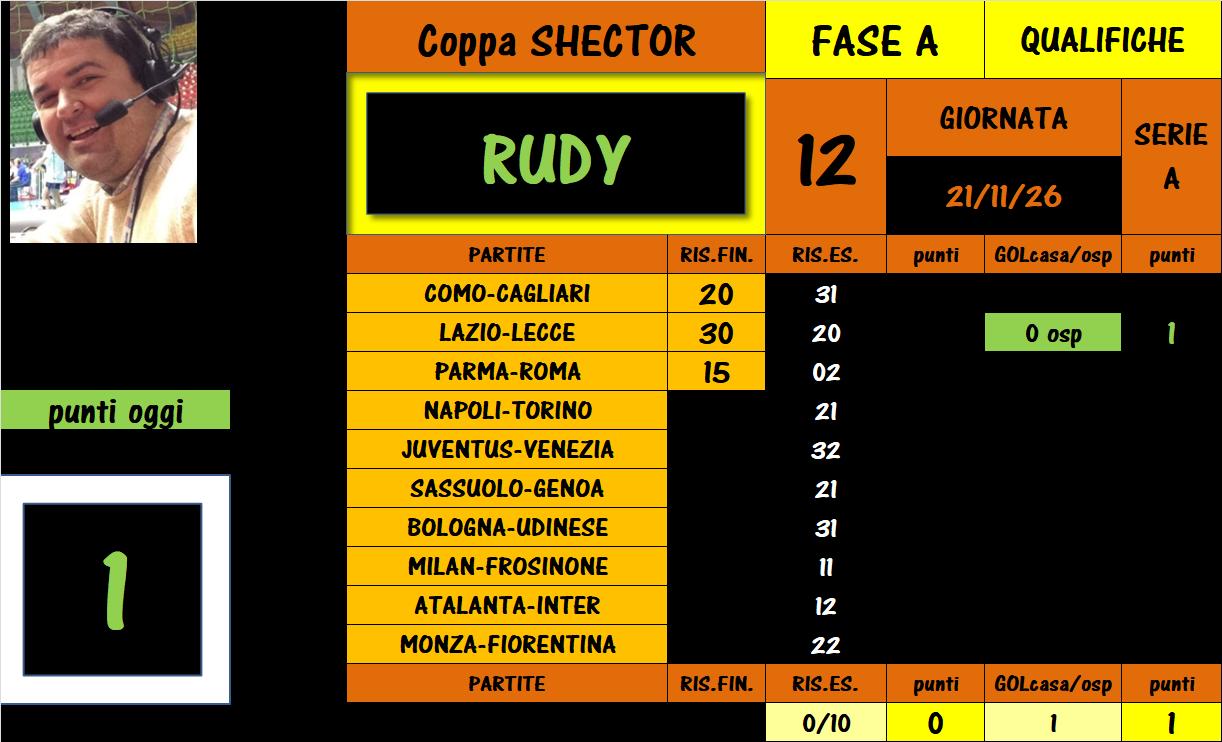 Coppa SHECTOR FASE A QUALIFICHE
RUDY 12 GIORNATA SERIE A
21/11/26
PARTITE RIS.FIN. RIS.ES. punti GOLcasa/osp punti
COMO-CAGLIARI 20 31
LAZIO-LECCE 30 20 0 osp 1
PARMA-ROMA 15 02
punti oggi
NAPOLI-TORINO 21
JUVENTUS-VENEZIA 32
SASSUOLO-GENOA 21
BOLOGNA-UDINESE 31
1
MILAN-FROSINONE 11
ATALANTA-INTER 12
MONZA-FIORENTINA 22
PARTITE RIS.FIN. RIS.ES. punti GOLcasa/osp punti
0/10 0 1 1